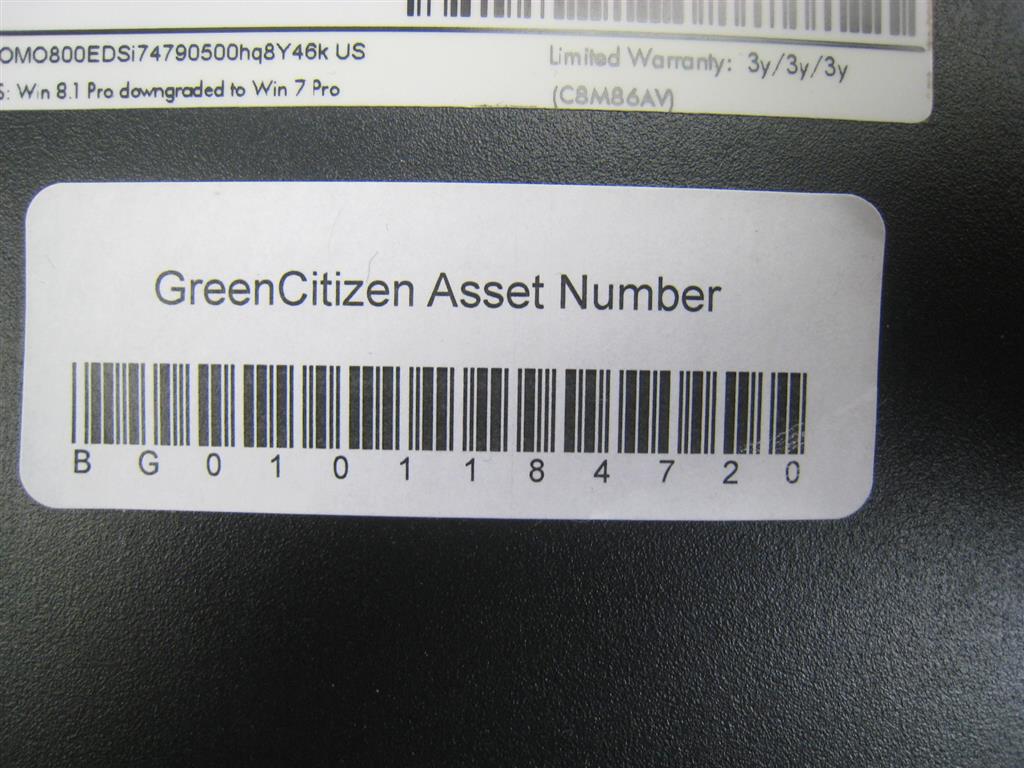 OMO800EDSi74790500hq8Y46k US
Limited Warranty: 3y/3y/3y
S: Win 8.1 Pro downgraded to Win 7 Pro
(C8M86AV)
GreenCitizen Asset Number
B G 0 1 0 1 1 8 4 7 2 0